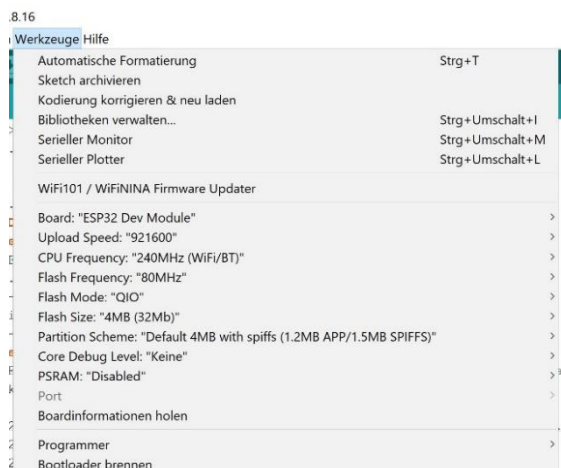 .8.16
Werkzeuge Hilfe
Automatische Formatierung Strg+T
Sketch archivieren
Kodierung korrigieren & neu laden
Bibliotheken verwalten... Strg+Umschalt+I
Serieller Monitor Strg+Umschalt+M
Serieller Plotter Strg+Umschalt+L
WiFi101 / WiFiNINA Firmware Updater
Board: "ESP32 Dev Module"
Upload Speed: "921600"
CPU Frequency: "240MHz (WiFi/BT)"
Flash Frequency: "80MHz"
Flash Mode: "QIO"
Flash Size: "4MB (32Mb)"
Partition Scheme: "Default 4MB with spiffs (1.2MB APP/1.5MB SPIFFS)"
Core Debug Level: "Keine"
PSRAM: "Disabled"
Port
Boardinformationen holen
Programmer
Bootloader brennen